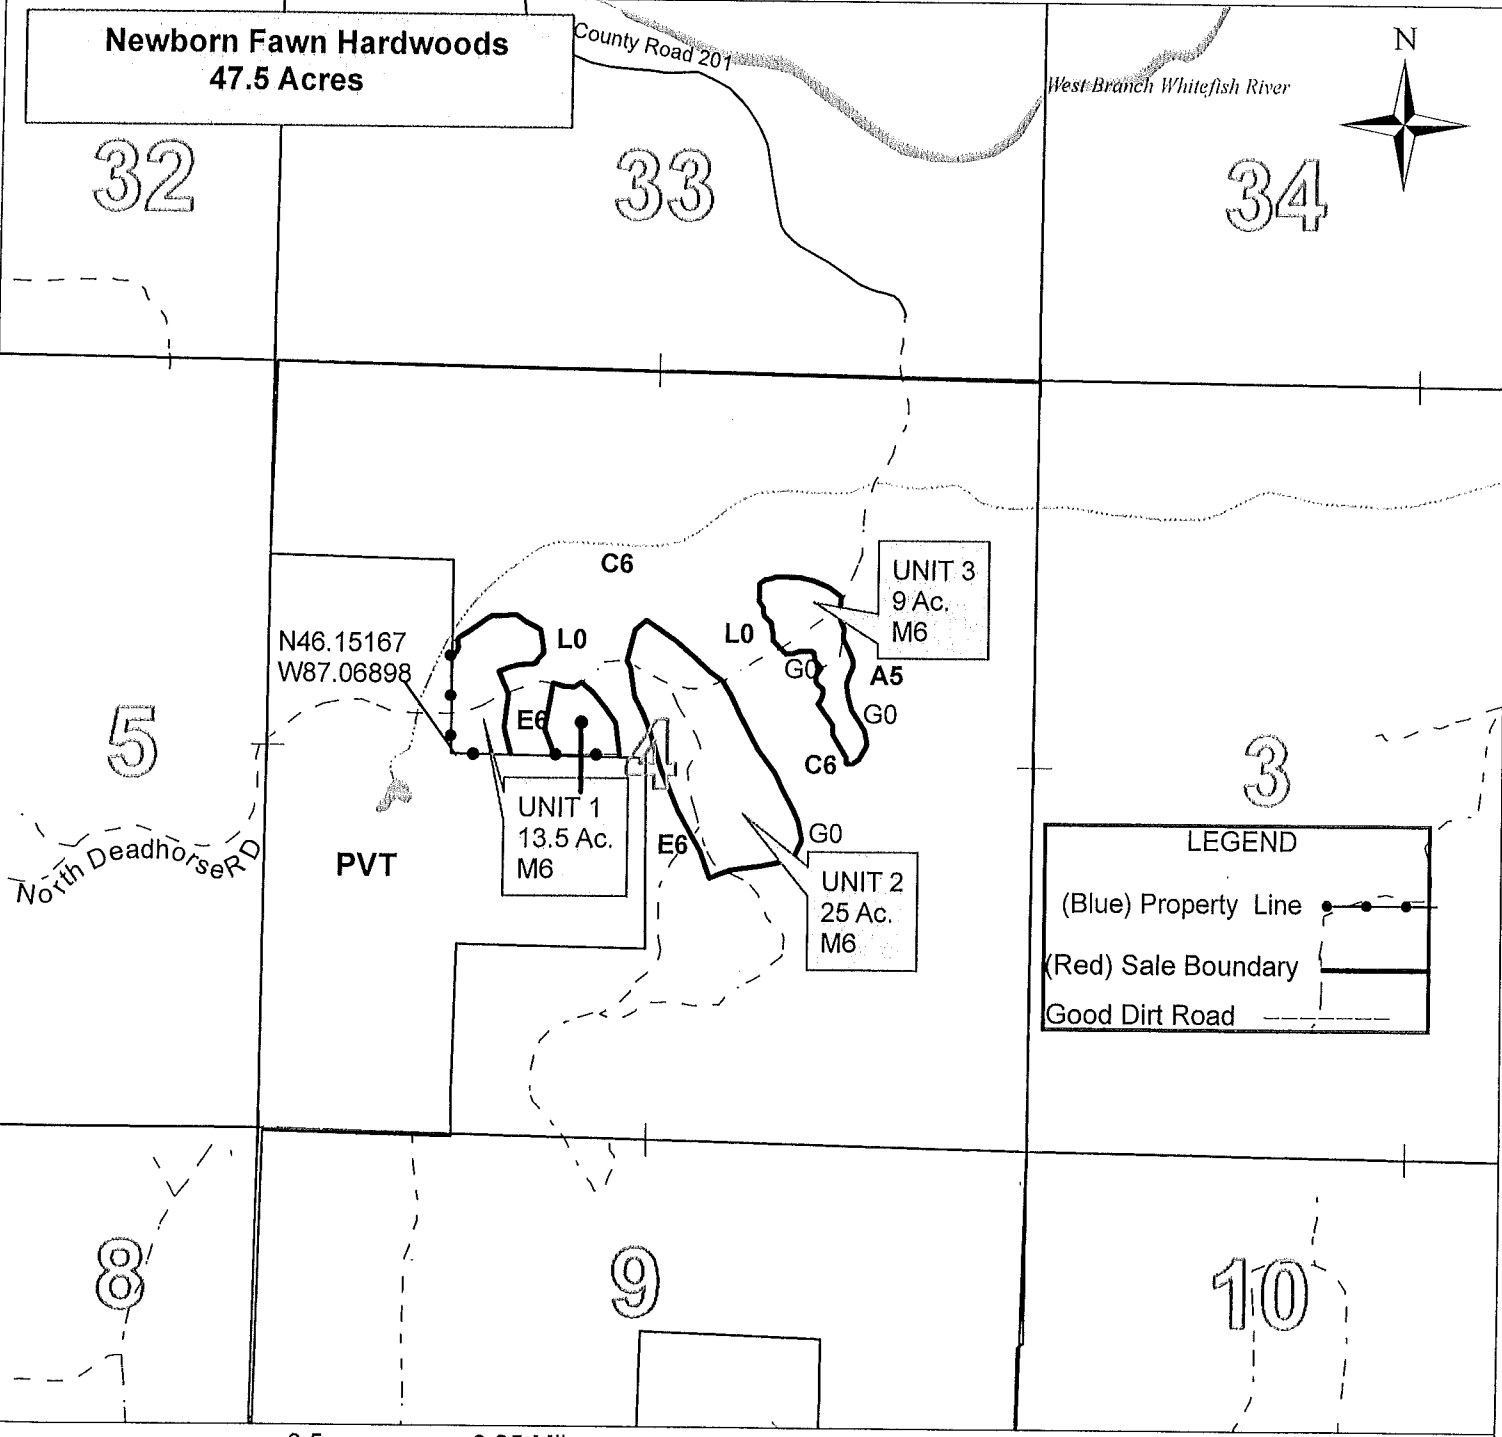 Newborn Fawn Hardwoods
47.5 Acres
County Road 201
West Branch Whitefish River
N
32
33
34
C6
UNIT 3
9 Ac.
M6
N46.15167
W87.06898
L0
L0
G0
A5
G0
E6
5
4
C6
3
UNIT 1
13.5 Ac.
M6
E6
G0
UNIT 2
25 Ac.
M6
PVT
North Deadhorse RD
LEGEND
(Blue) Property Line
(Red) Sale Boundary
Good Dirt Road
8
9
10